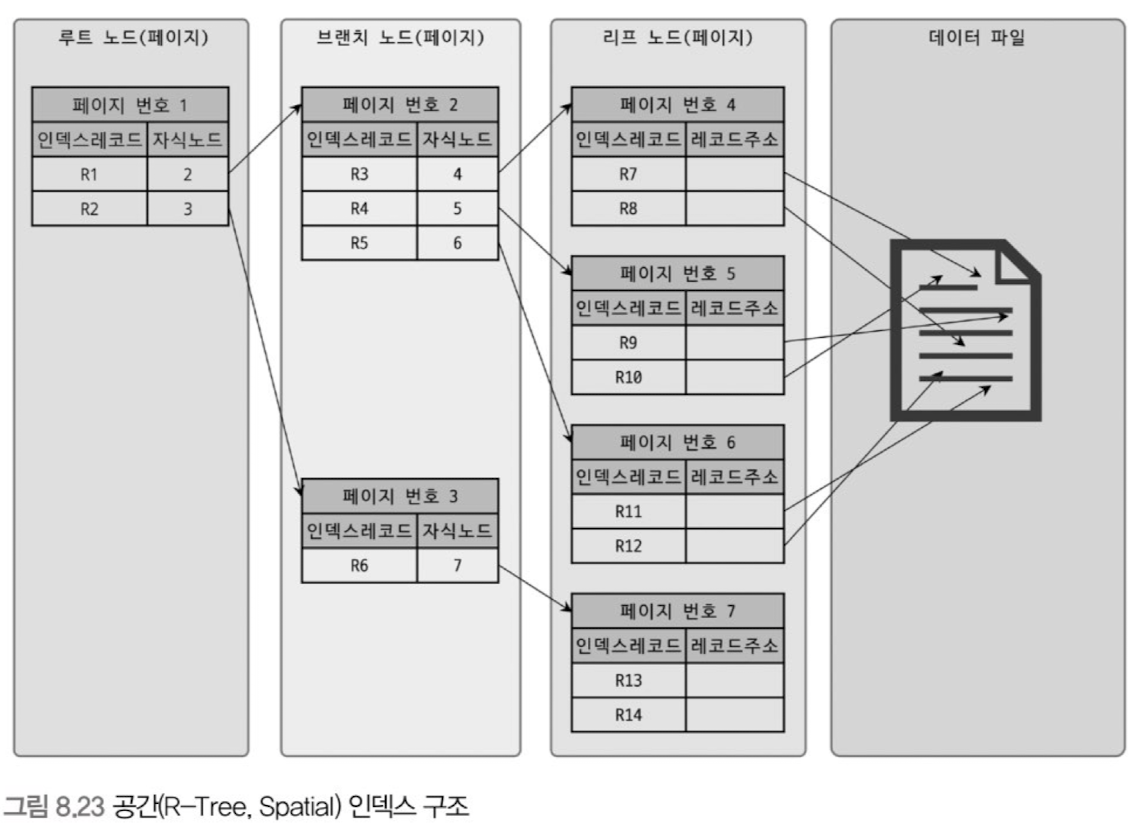 루트 노드(페이지)
페이지 번호 1
인덱스레코드 자식노드
R1 2
R2 3
브랜치 노드(페이지)
페이지 번호 2
인덱스레코드 자식노드
R3 4
R4 5
R5 6
페이지 번호 3
인덱스레코드 자식노드
R6 7
리프 노드(페이지)
페이지 번호 4
인덱스레코드 레코드주소
R7
R8
페이지 번호 5
인덱스레코드 레코드주소
R9
R10
페이지 번호 6
인덱스레코드 레코드주소
R11
R12
페이지 번호 7
인덱스레코드 레코드주소
R13
R14
데이터 파일
그림 8.23 공간(R-Tree, Spatial) 인덱스 구조